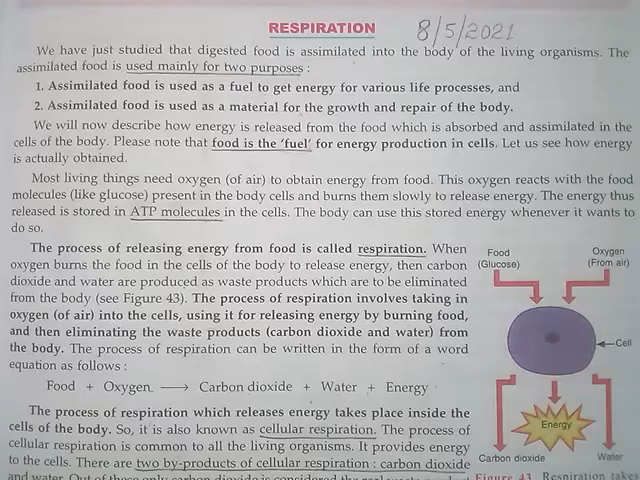 RESPIRATION 8/5/2021
We have just studied that digested food is assimilated into the body of the living organisms. The
assimilated food is used mainly for two purposes :
1. Assimilated food is used as a fuel to get energy for various life processes, and
2. Assimilated food is used as a material for the growth and repair of the body.
We will now describe how energy is released from the food which is absorbed and assimilated in the
cells of the body. Please note that food is the 'fuel' for energy production in cells. Let us see how energy
is actually obtained.
Most living things need oxygen (of air) to obtain energy from food. This oxygen reacts with the food
molecules (like glucose) present in the body cells and burns them slowly to release energy. The energy thus
released is stored in ATP molecules in the cells. The body can use this stored energy whenever it wants to
do so.
The process of releasing energy from food is called respiration. When
oxygen burns the food in the cells of the body to release energy, then carbon
dioxide and water are produced as waste products which are to be eliminated
from the body (see Figure 43). The process of respiration involves taking in
oxygen (of air) into the cells, using it for releasing energy by burning food,
and then eliminating the waste products (carbon dioxide and water) from
the body. The process of respiration can be written in the form of a word
equation as follows :
Food + Oxygen ⟶ Carbon dioxide + Water + Energy
The process of respiration which releases energy takes place inside the
cells of the body. So, it is also known as cellular respiration. The process of
cellular respiration is common to all the living organisms. It provides energy
to the cells. There are two by-products of cellular respiration : carbon dioxide
and water. Out of these only carbon dioxide is considered the
Food
(Glucose)
Oxygen
(From air)
Cell
Energy
Carbon dioxide
Water
Figure 43. Respiration takes